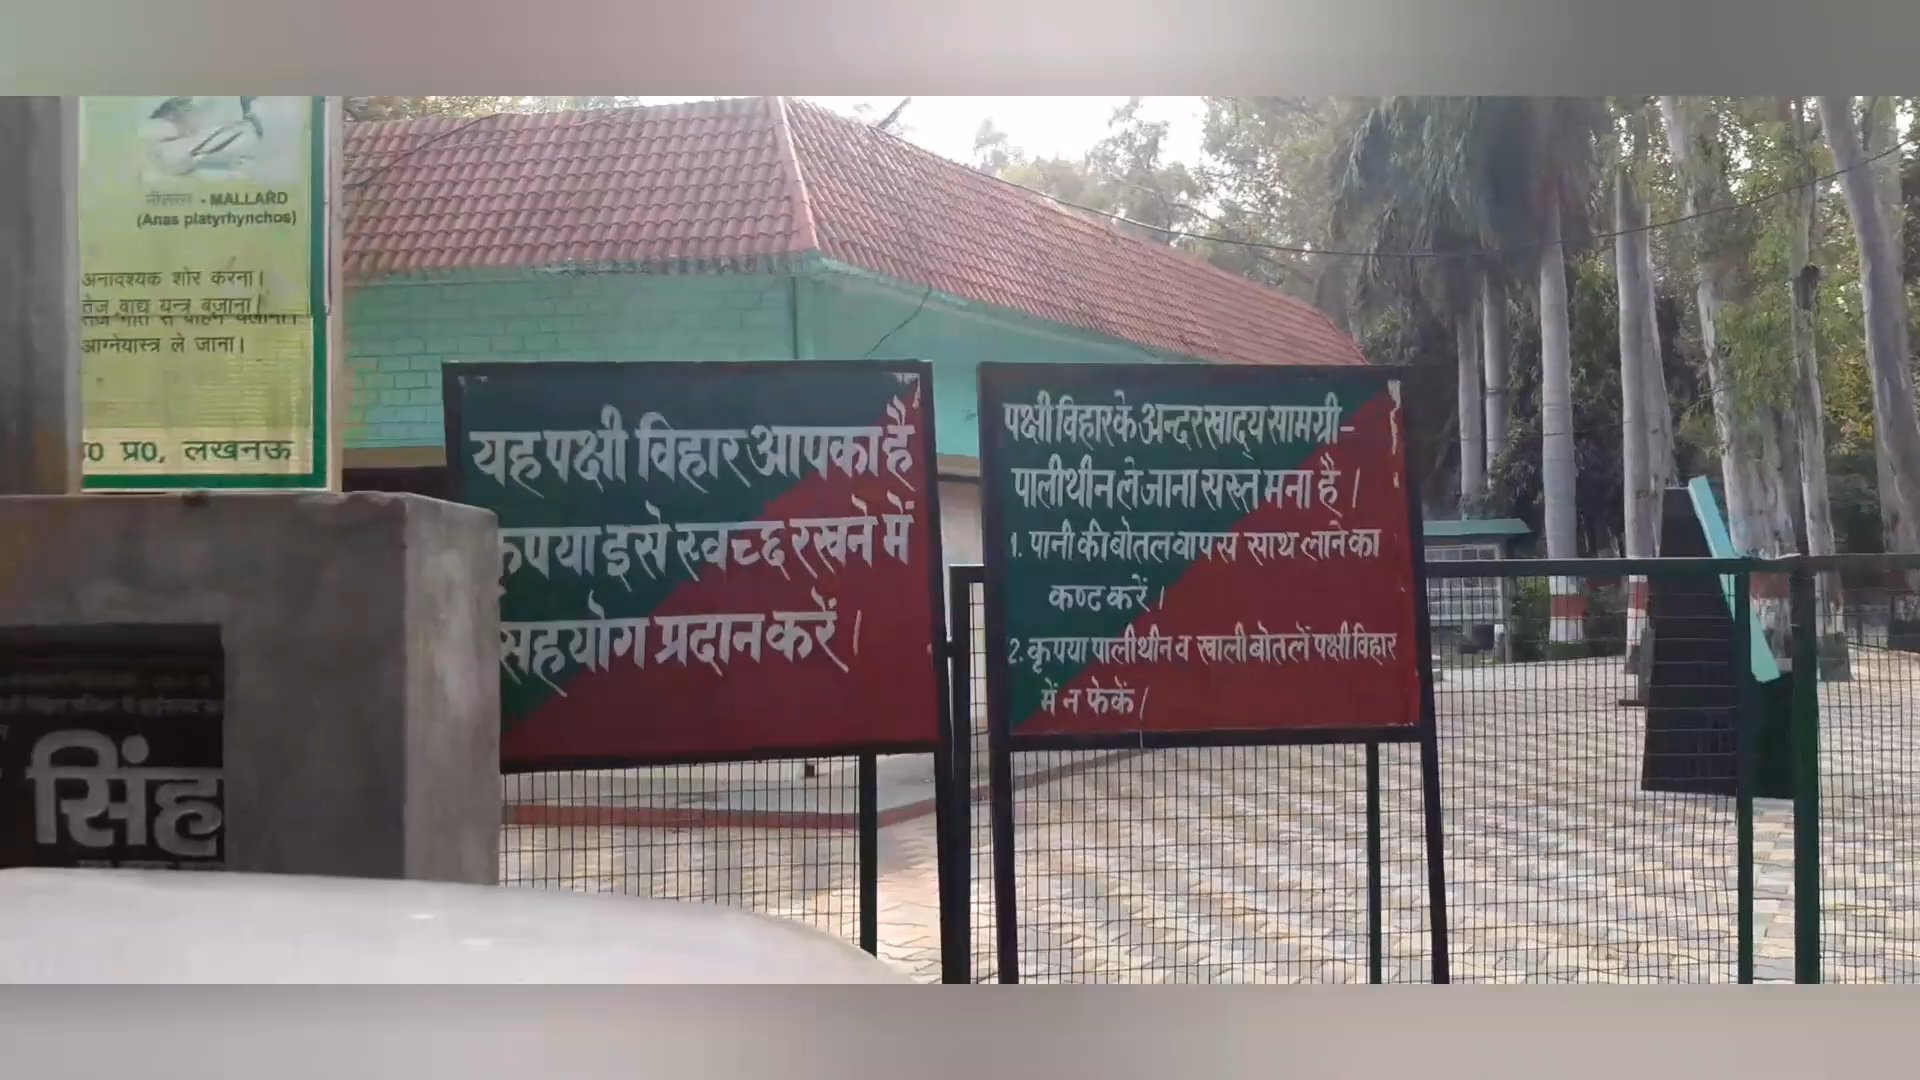 - MALLARD
(Anas platyrhynchos)
अनावश्यक शोर करना।
तेज वाद्य यन्त्र बजाना।
आग्नेयास्त्र ले जाना।
प्र०, लखनऊ
सिंह
यह पक्षी विहार आपका है
कृपया इसे स्वच्छ रखने में
सहयोग प्रदान करें।
पक्षी विहार के अन्दर खाद्य सामग्री-
पालीथीन ले जाना सख्त मना है।
1. पानी की बोतल वापस साथ लाने का
कष्ट करें।
2. कृपया पालीथीन व खाली बोतलें पक्षी विहार
में न फेकें।